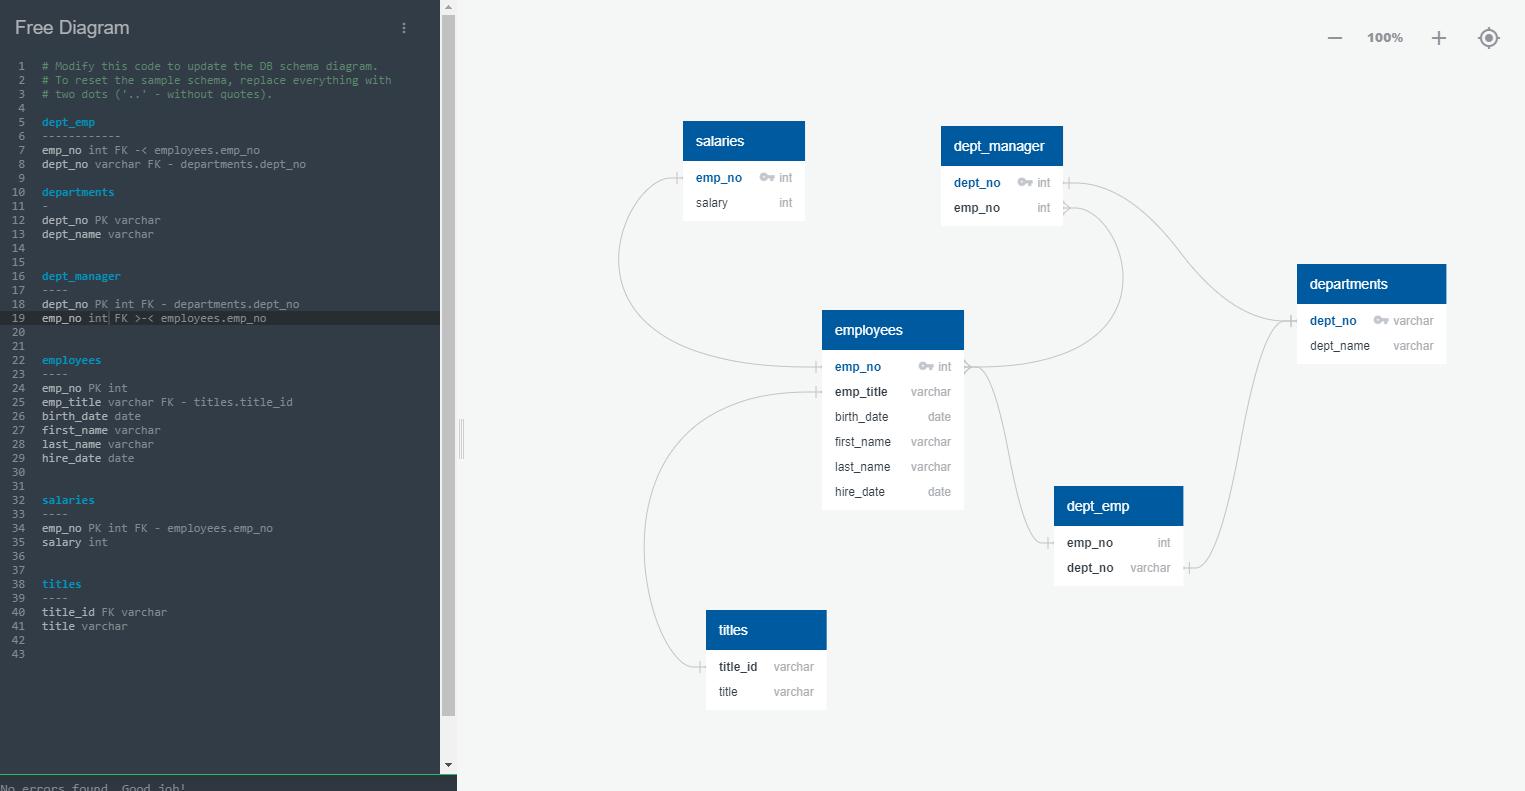 Free Diagram
1 # Modify this code to update the DB schema diagram.
2 # To reset the sample schema, replace everything with
3 # two dots ('..' - without quotes).
4
5 dept_emp
6 ------------
7 emp_no int FK -< employees.emp_no
8 dept_no varchar FK - departments.dept_no
9
10 departments
11 -
12 dept_no PK varchar
13 dept_name varchar
14
15
16 dept_manager
17 ----
18 dept_no PK int FK - departments.dept_no
19 emp_no int FK >-< employees.emp_no
20
21
22 employees
23 ----
24 emp_no PK int
25 emp_title varchar FK - titles.title_id
26 birth_date date
27 first_name varchar
28 last_name varchar
29 hire_date date
30
31
32 salaries
33 ----
34 emp_no PK int FK - employees.emp_no
35 salary int
36
37
38 titles
39 ----
40 title_id FK varchar
41 title varchar
42
43
No errors found. Good job!
100%
salaries
emp_no int
salary int
dept_manager
dept_no int
emp_no int
departments
dept_no varchar
dept_name varchar
employees
emp_no int
emp_title varchar
birth_date date
first_name varchar
last_name varchar
hire_date date
dept_emp
emp_no int
dept_no varchar
titles
title_id varchar
title varchar